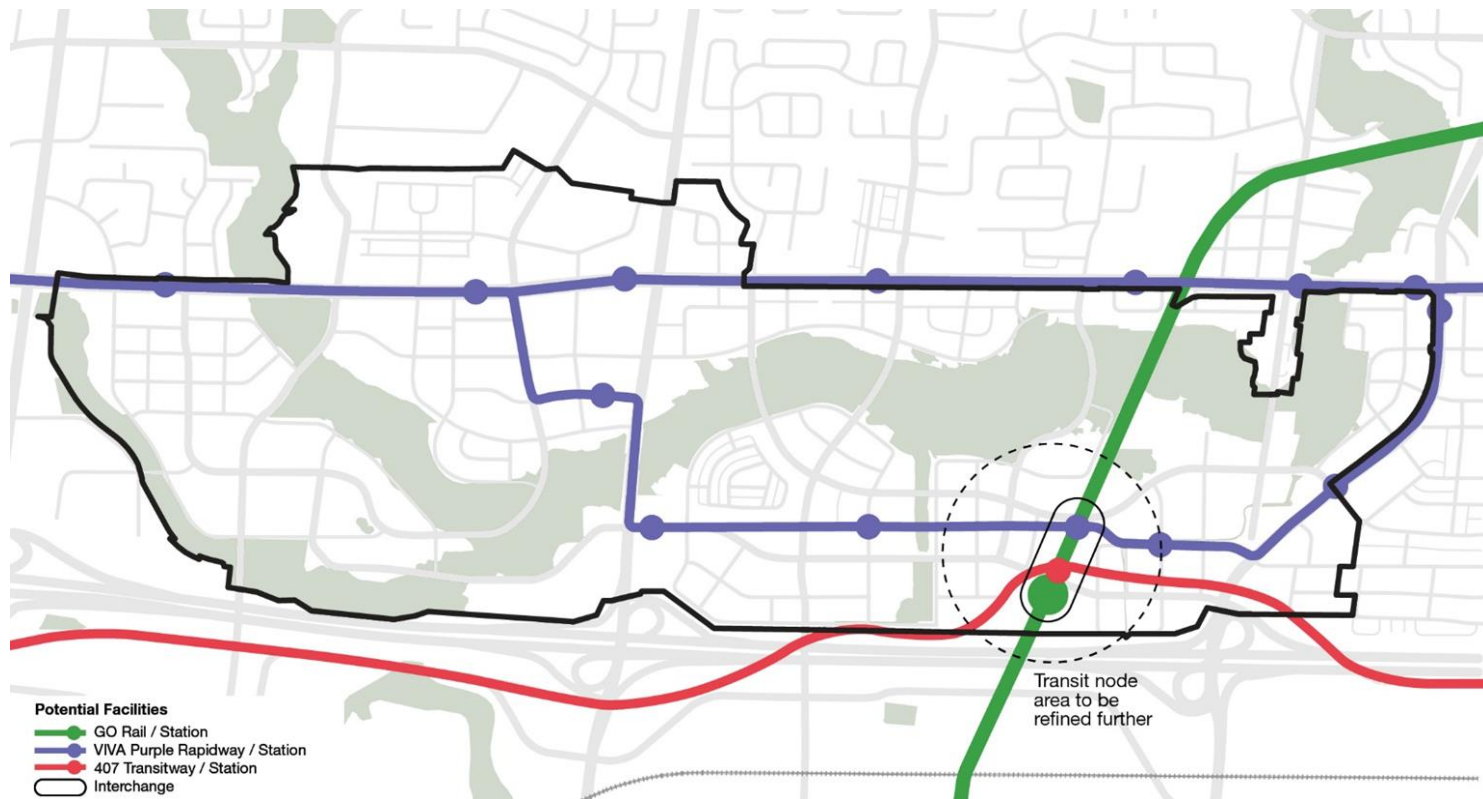 Transit node
area to be
refined further
Potential Facilities
GO Rail / Station
VIVA Purple Rapidway / Station
407 Transitway / Station
Interchange